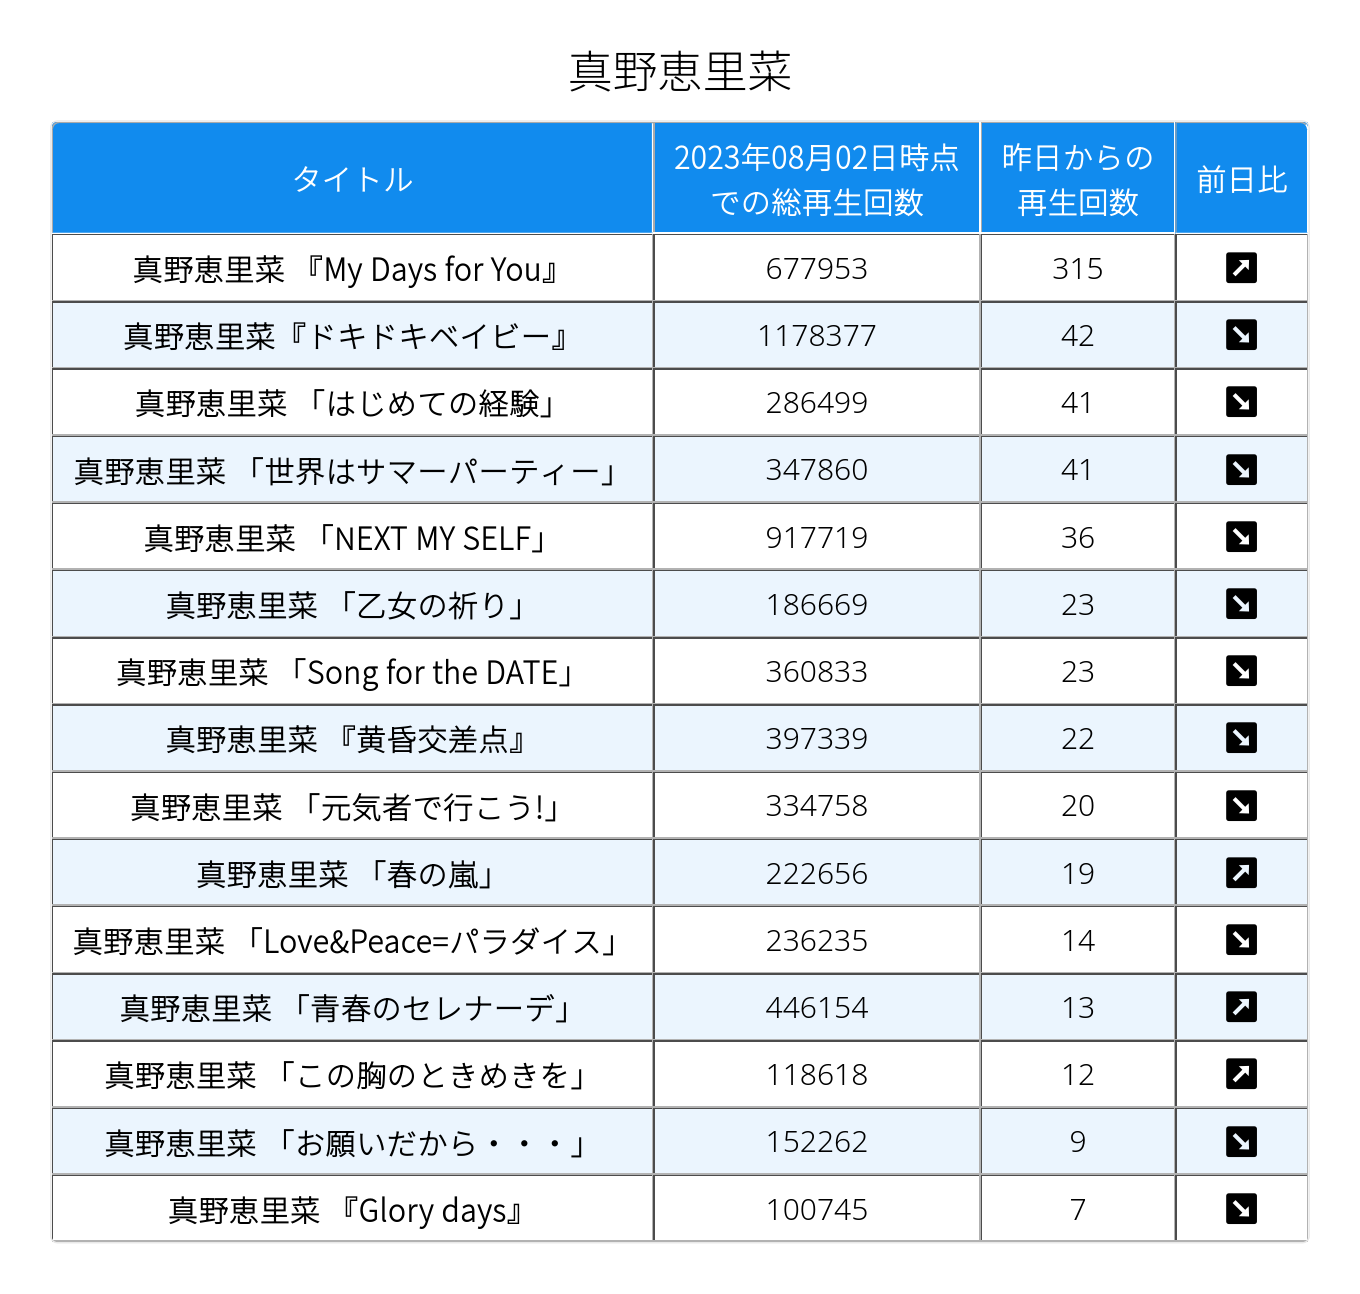 真野恵里菜
タイトル 2023年08月02日時点での総再生回数 昨日からの再生回数 前日比
真野恵里菜 『My Days for You』 677953 315 ↗
真野恵里菜『ドキドキベイビー』 1178377 42 ↘
真野恵里菜 「はじめての経験」 286499 41 ↘
真野恵里菜 「世界はサマーパーティー」 347860 41 ↘
真野恵里菜 「NEXT MY SELF」 917719 36 ↘
真野恵里菜 「乙女の祈り」 186669 23 ↘
真野恵里菜 「Song for the DATE」 360833 23 ↘
真野恵里菜 『黄昏交差点』 397339 22 ↘
真野恵里菜 「元気者で行こう!」 334758 20 ↘
真野恵里菜 「春の嵐」 222656 19 ↗
真野恵里菜 「Love&Peace=パラダイス」 236235 14 ↘
真野恵里菜 「青春のセレナーデ」 446154 13 ↗
真野恵里菜 「この胸のときめきを」 118618 12 ↗
真野恵里菜 「お願いだから・・・」 152262 9 ↘
真野恵里菜 『Glory days』 100745 7 ↘